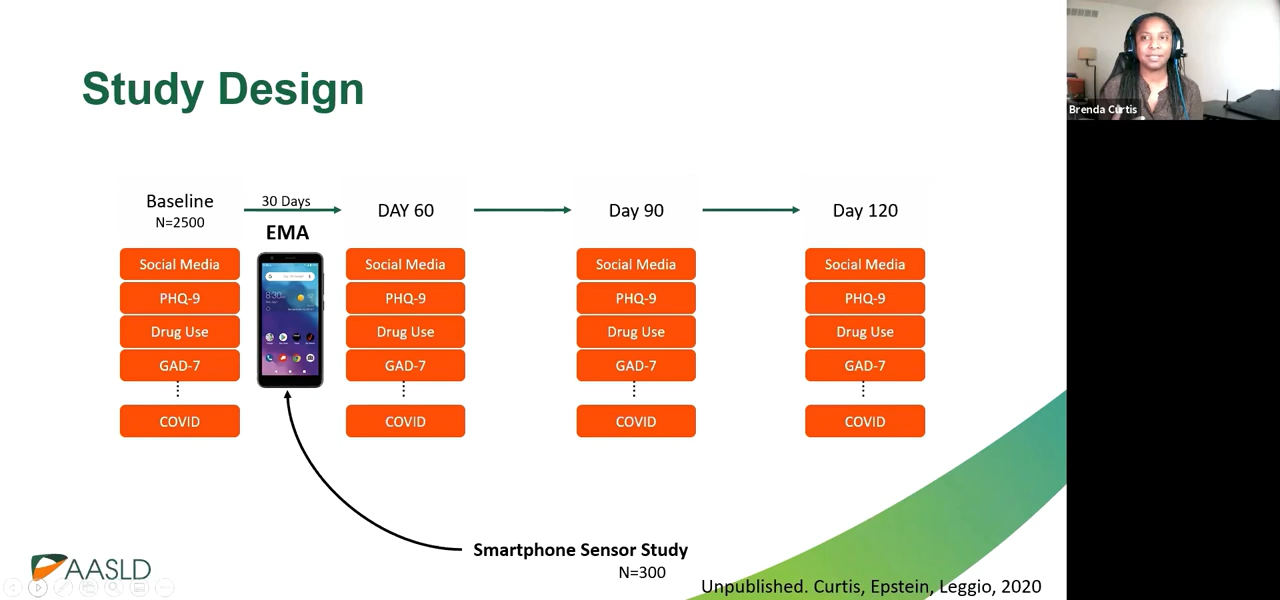 Study Design
Brenda Curtis
Baseline
N=2500
30 Days
EMA
DAY 60
Day 90
Day 120
Social Media
PHQ-9
Drug Use
GAD-7
COVID
8:30
Social Media
PHQ-9
Drug Use
GAD-7
COVID
Social Media
PHQ-9
Drug Use
GAD-7
COVID
Social Media
PHQ-9
Drug Use
GAD-7
COVID
Smartphone Sensor Study
N=300
AASLD
Unpublished. Curtis, Epstein, Leggio, 2020